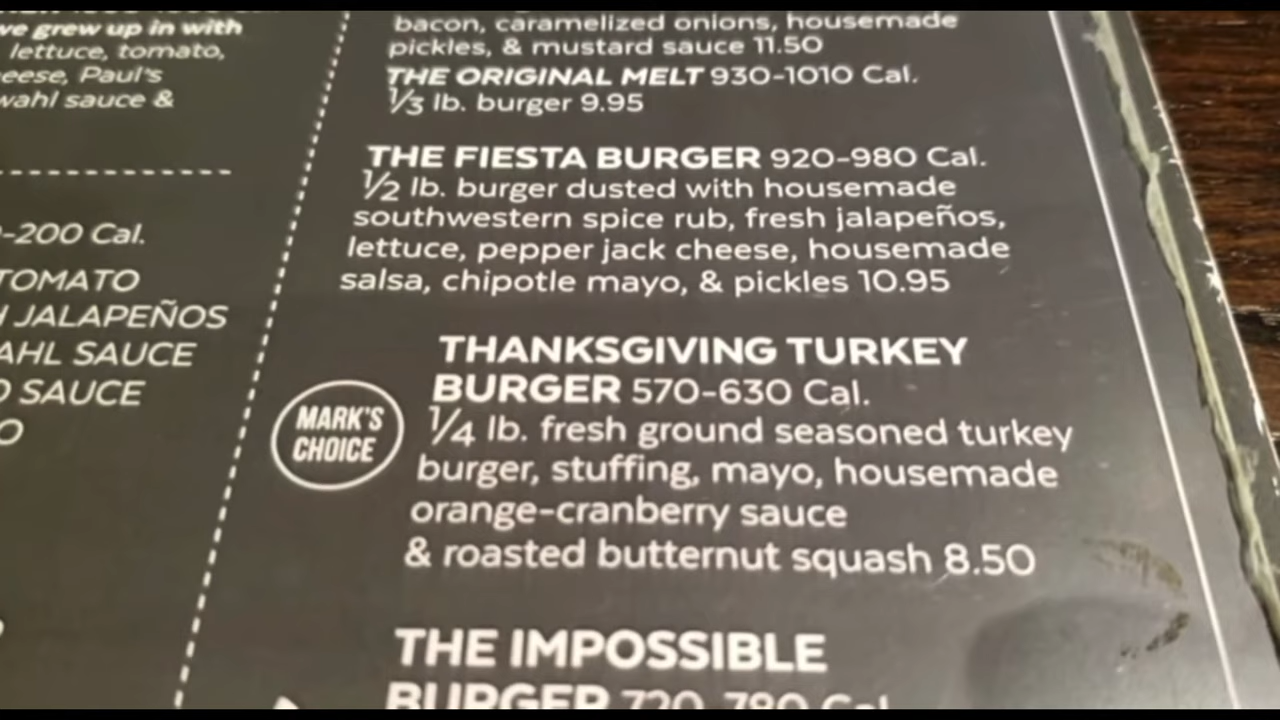 we grew up in with
lettuce, tomato,
Paul's
sauce &
-200 Cal.
TOMATO
JALAPEÑOS
SAUCE
SAUCE
bacon, caramelized onions, housemade
pickles, & mustard sauce 11.50
THE ORIGINAL MELT 930-1010 Cal.
1/3 lb. burger 9.95
THE FIESTA BURGER 920-980 Cal.
1/2 lb. burger dusted with housemade
southwestern spice rub, fresh jalapeños,
lettuce, pepper jack cheese, housemade
salsa, chipotle mayo, & pickles 10.95
THANKSGIVING TURKEY
BURGER 570-630 Cal.
MARK'S
CHOICE
1/4 lb. fresh ground seasoned turkey
burger, stuffing, mayo, housemade
orange-cranberry sauce
& roasted butternut squash 8.50
THE IMPOSSIBLE
BURGER 720-780 Cal.